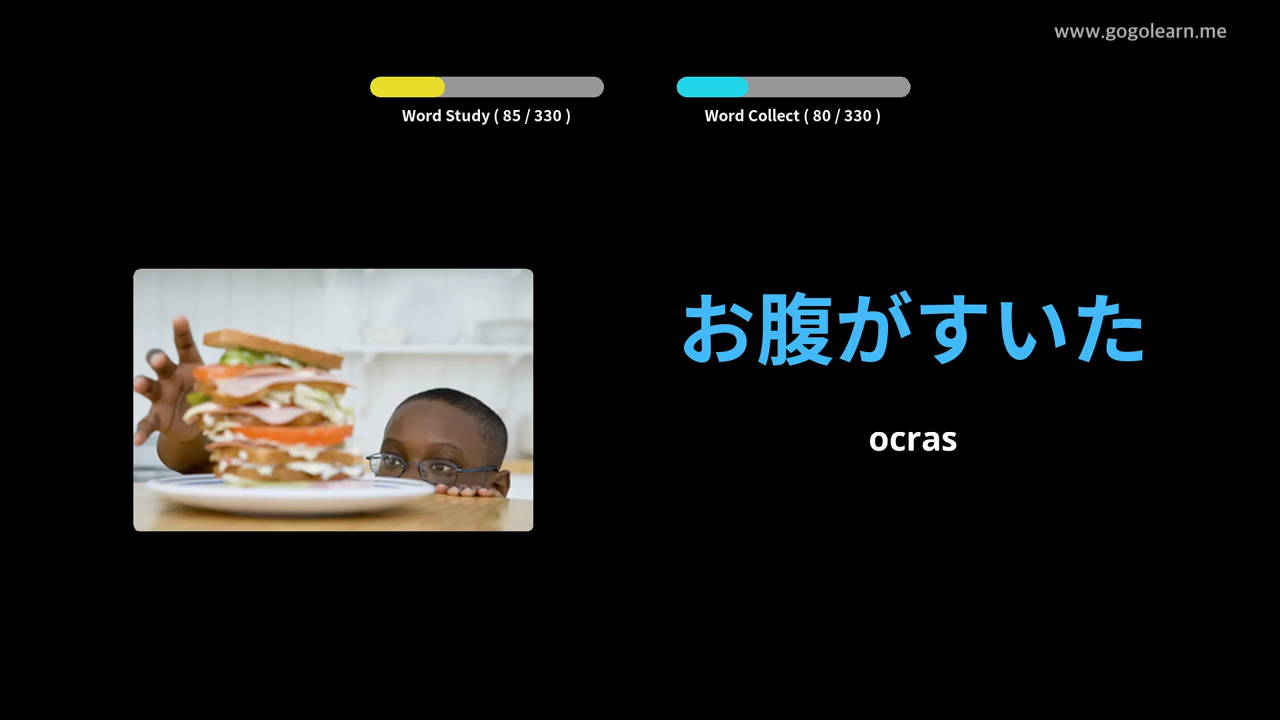 www.gogolearn.me
Word Study ( 85 / 330 )
Word Collect ( 80 / 330 )
お腹がすいた
ocras